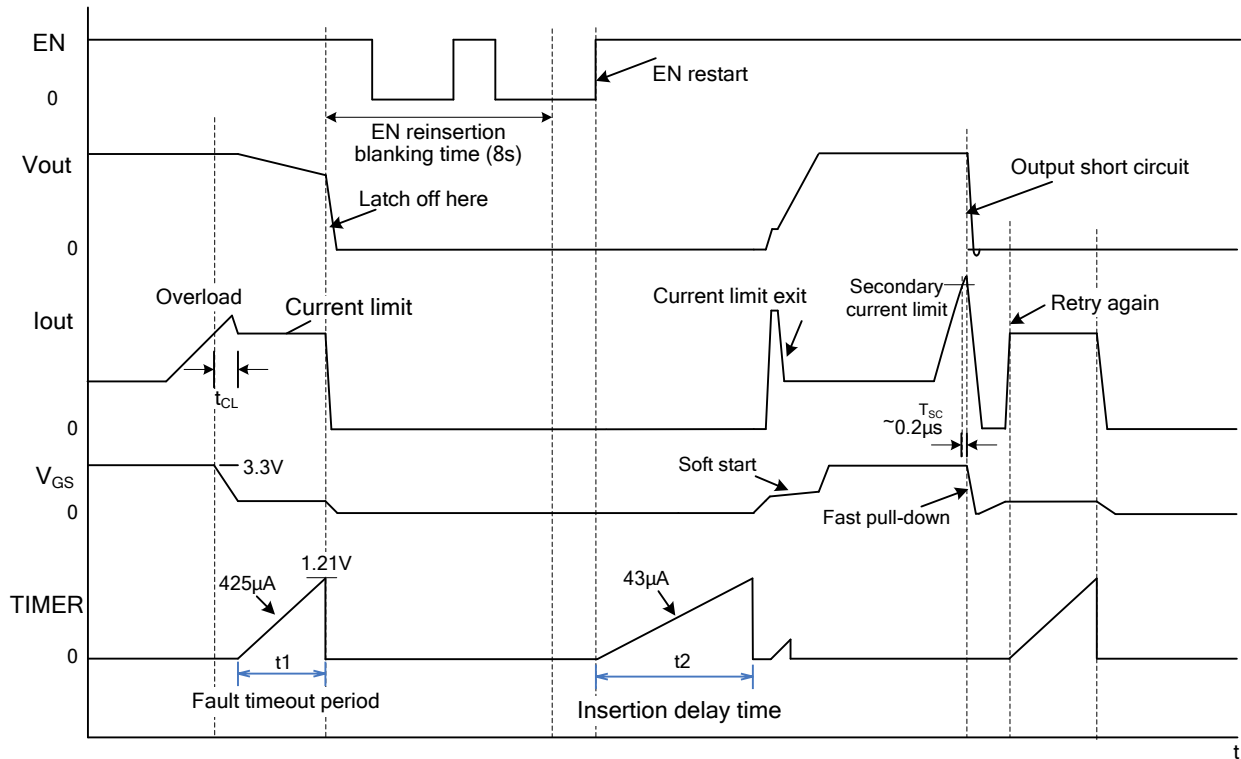 EN
0
EN restart
EN reinsertion
blanking time (8s)
Vout
Latch off here
Output short circuit
0
Overload
Current limit
Current limit exit
Secondary
current limit
Retry again
Iout
tCL
TSC
~0.2µs
0
3.3V
Soft start
VGS
0
Fast pull-down
1.21V
425µA
43µA
TIMER
0
t1
t2
Fault timeout period
Insertion delay time
t